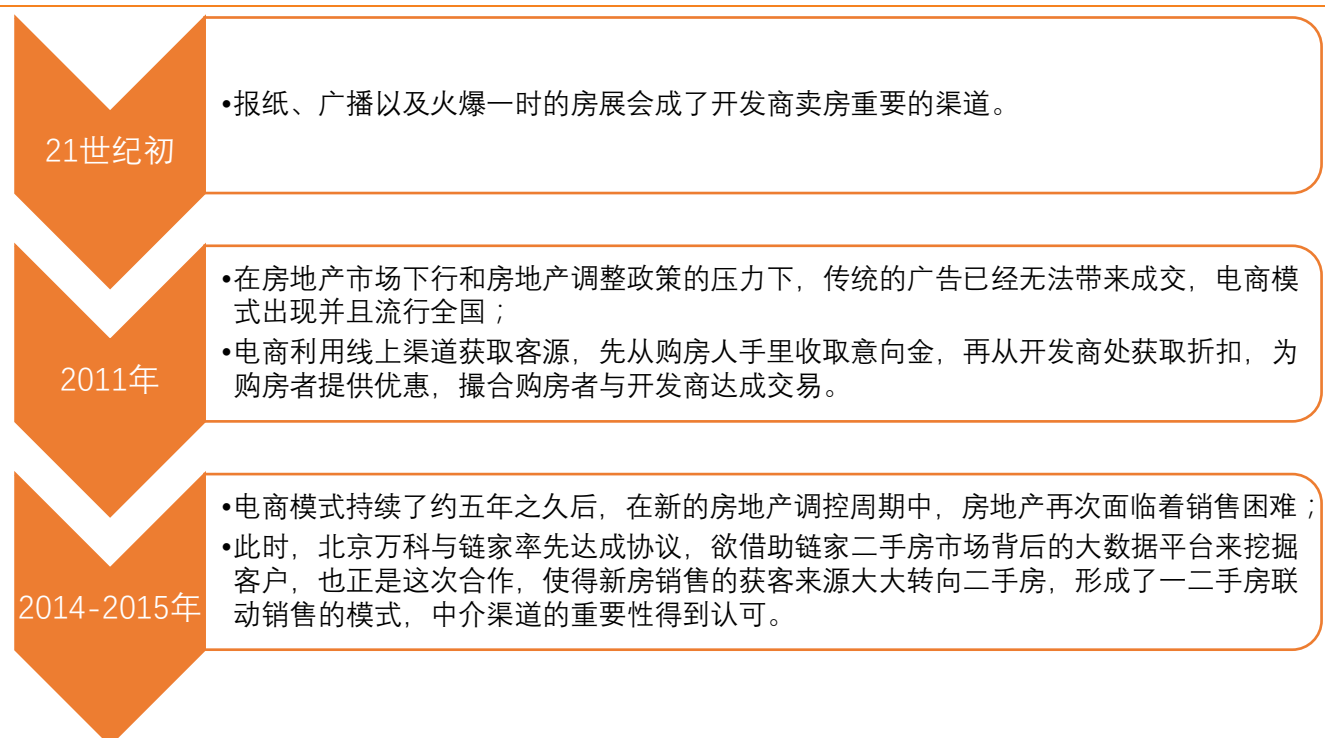 21世纪初
•报纸、广播以及火爆一时的房展会成了开发商卖房重要的渠道。
2011年
•在房地产市场下行和房地产调整政策的压力下，传统的广告已经无法带来成交，电商模
式出现并且流行全国；
•电商利用线上渠道获取客源，先从购房人手里收取意向金，再从开发商处获取折扣，为
购房者提供优惠，撮合购房者与开发商达成交易。
2014-2015年
•电商模式持续了约五年之久后，在新的房地产调控周期中，房地产再次面临着销售困难；
•此时，北京万科与链家率先达成协议，欲借助链家二手房市场背后的大数据平台来挖掘
客户，也正是这次合作，使得新房销售的获客来源大大转向二手房，形成了一二手房联
动销售的模式，中介渠道的重要性得到认可。